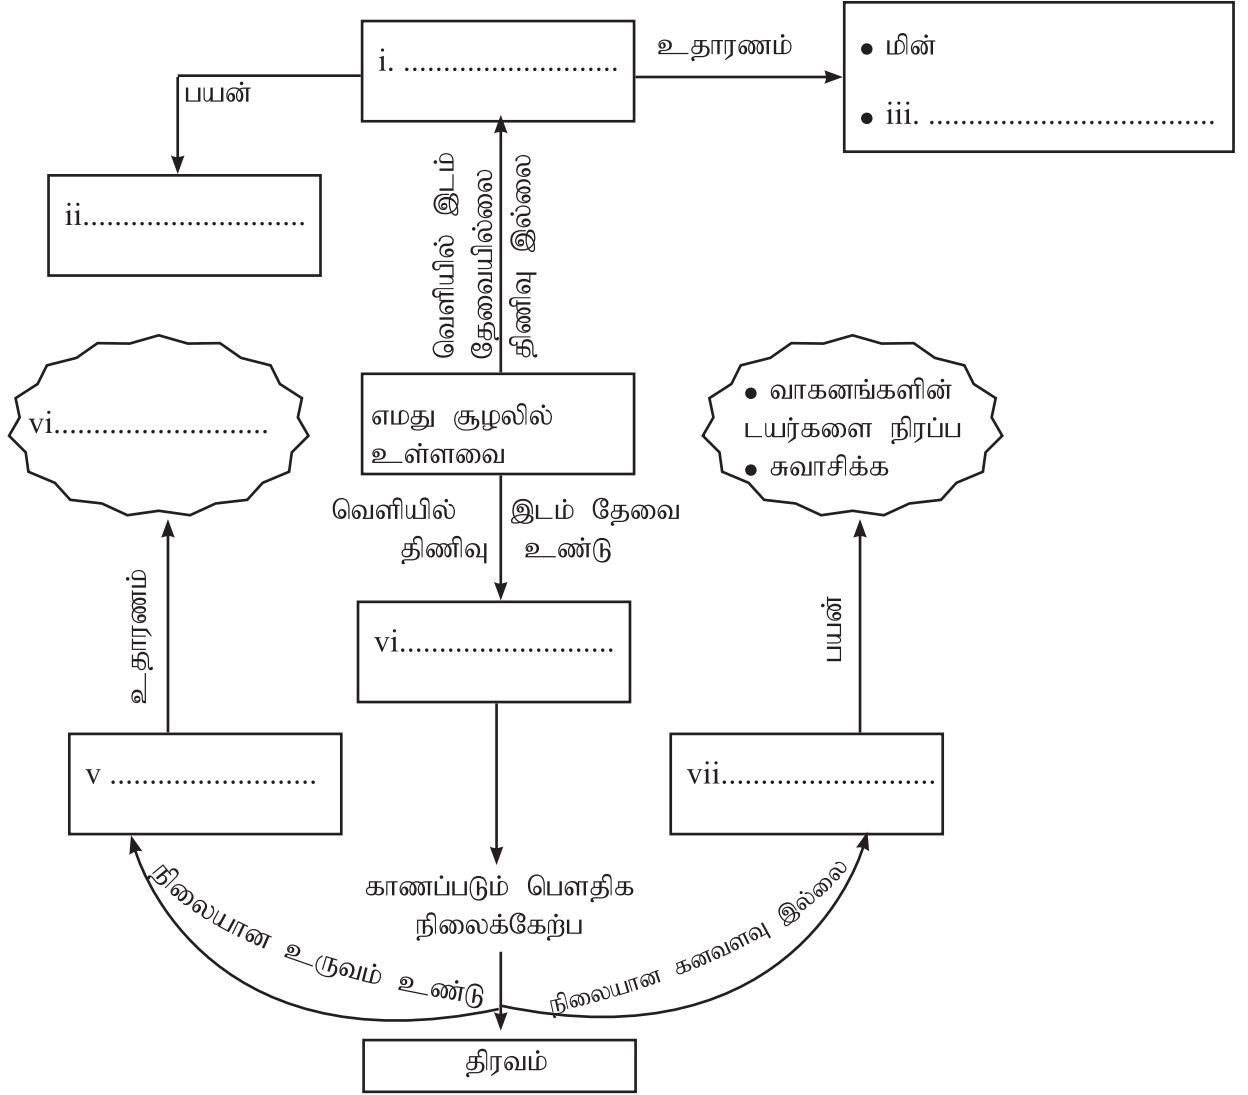 i. ...........................
உதாரணம்
● மின்
● iii. ....................................
பயன்
ii............................
வெளியில் இடம்
தேவையில்லை
திணிவு இல்லை
vi...........................
எமது சூழலில்
உள்ளவை
● வாகனங்களின்
டயர்களை நிரப்ப
● சுவாசிக்க
வெளியில் இடம் தேவை
திணிவு உண்டு
உதாரணம்
vi...........................
பயன்
v ..........................
vii...........................
காணப்படும் பௌதிக
நிலைக்கேற்ப
நிலையான உருவம் உண்டு
நிலையான கனவளவு இல்லை
திரவம்